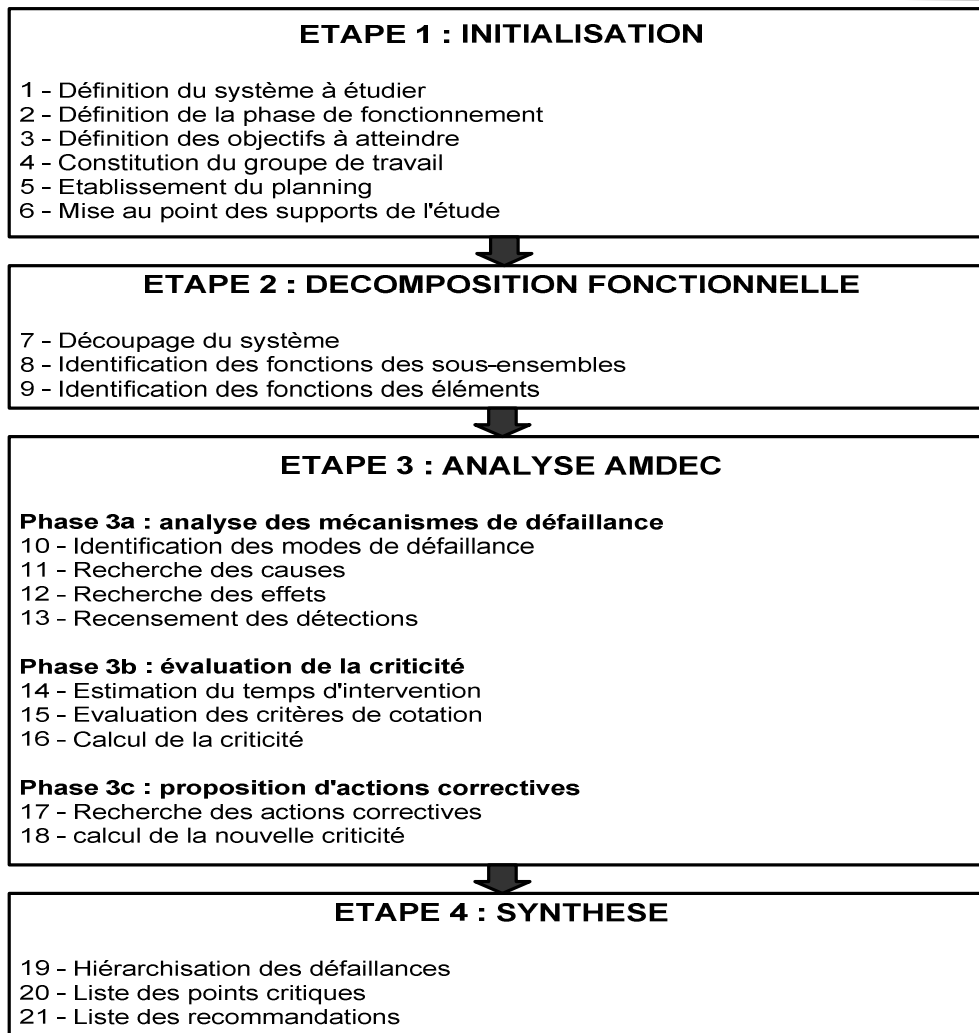 ETAPE 1 : INITIALISATION
1 - Définition du système à étudier
2 - Définition de la phase de fonctionnement
3 - Définition des objectifs à atteindre
4 - Constitution du groupe de travail
5 - Etablissement du planning
6 - Mise au point des supports de l'étude
ETAPE 2 : DECOMPOSITION FONCTIONNELLE
7 - Découpage du système
8 - Identification des fonctions des sous-ensembles
9 - Identification des fonctions des éléments
ETAPE 3 : ANALYSE AMDEC
Phase 3a : analyse des mécanismes de défaillance
10 - Identification des modes de défaillance
11 - Recherche des causes
12 - Recherche des effets
13 - Recensement des détections
Phase 3b : évaluation de la criticité
14 - Estimation du temps d'intervention
15 - Evaluation des critères de cotation
16 - Calcul de la criticité
Phase 3c : proposition d'actions correctives
17 - Recherche des actions correctives
18 - calcul de la nouvelle criticité
ETAPE 4 : SYNTHESE
19 - Hiérarchisation des défaillances
20 - Liste des points critiques
21 - Liste des recommandations